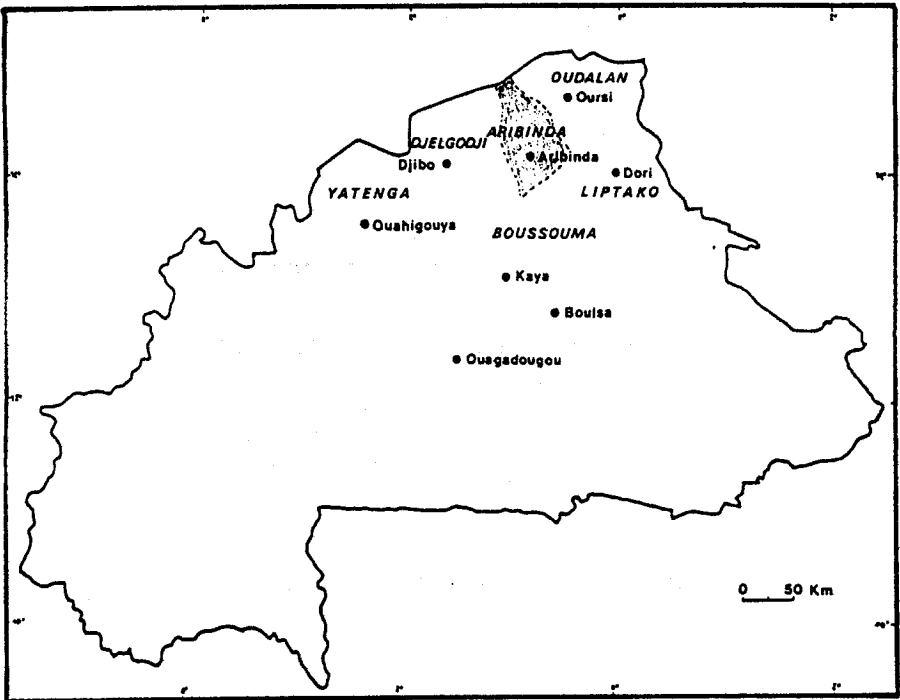 OUDALAN
Oursi
ARIBINDA
DJELGODJI
Aribinda
Djibo
Dori
YATENGA
LIPTAKO
Ouahigouya
BOUSSOUMA
Kaya
Boulsa
Ouagadougou
0 50 Km